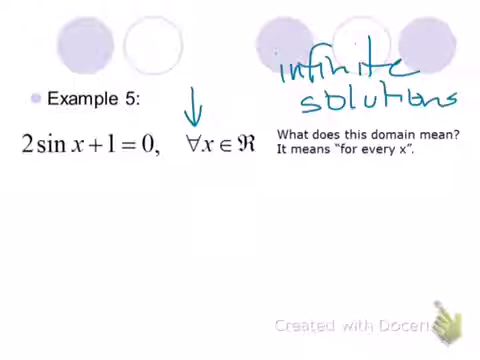 infinite
solutions
Example 5:
2 sin x + 1 = 0, ∀x ∈ ℜ
What does this domain mean?
It means “for every x”.
Created with Doceri